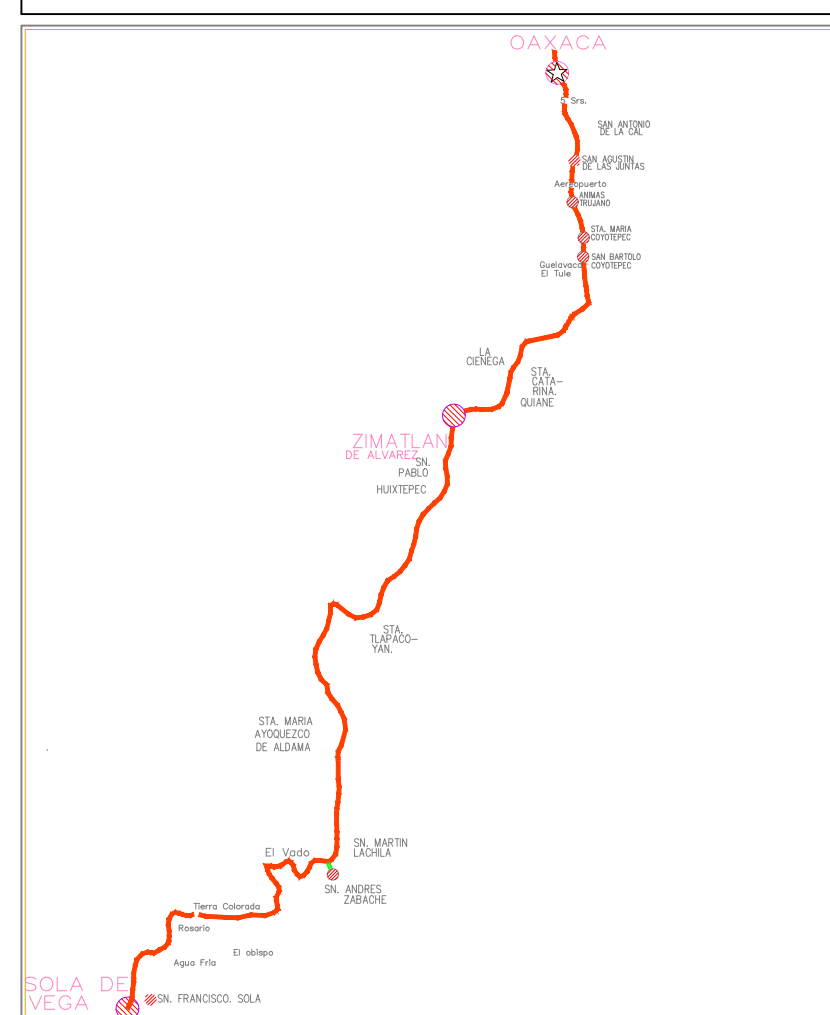 OAXACA
5 Srs.
SAN ANTONIO
DE LA CAL
SAN AGUSTIN
DE LAS JUNTAS
Aereopuerto
ANIMAS
TRUJANO
STA. MARIA
COYOTEPEC
SAN BARTOLO
COYOTEPEC
Guelavaca
El Tule
LA
CIENEGA
STA.
CATA-
RINA.
QUIANE
ZIMATLAN
DE ALVAREZ
SN.
PABLO
HUIXTEPEC
STA.
TLAPACO-
YAN.
STA. MARIA
AYOQUEZCO
DE ALDAMA
SN. MARTIN
LACHILA
El Vado
SN. ANDRES
ZABACHE
Tierra Colorada
Rosario
El obispo
Agua Fria
SOLA DE
VEGA
SN. FRANCISCO. SOLA